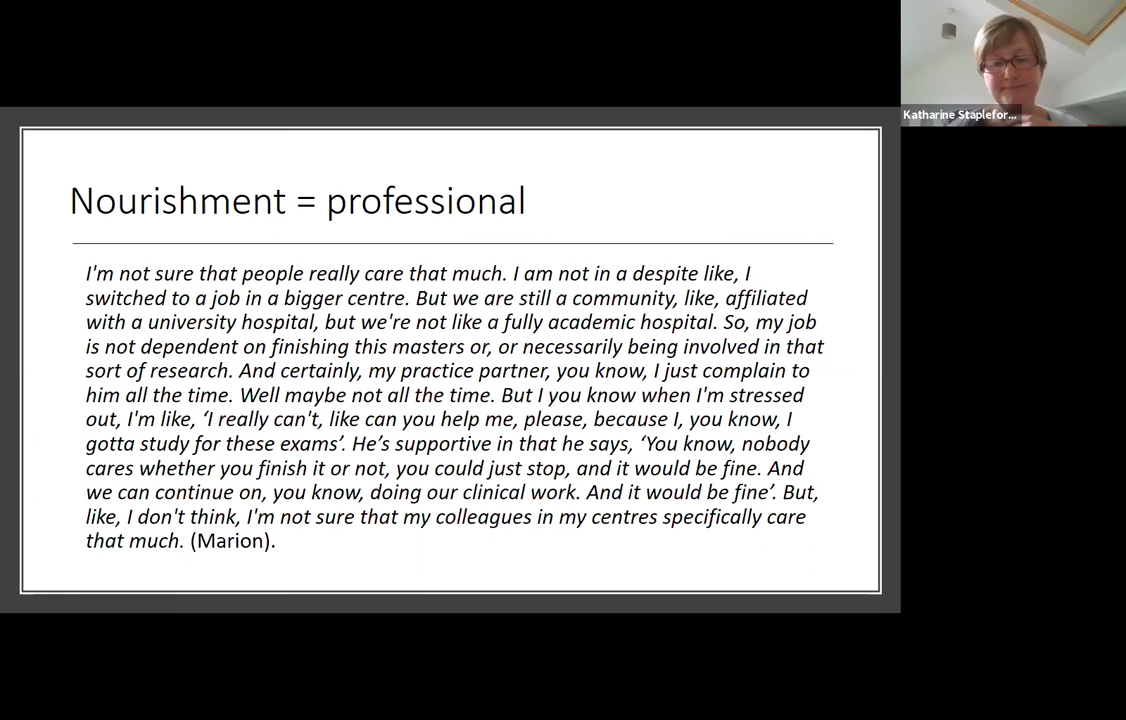 Katharine Staplefor...
Nourishment = professional
I'm not sure that people really care that much. I am not in a despite like, I
switched to a job in a bigger centre. But we are still a community, like, affiliated
with a university hospital, but we're not like a fully academic hospital. So, my job
is not dependent on finishing this masters or, or necessarily being involved in that
sort of research. And certainly, my practice partner, you know, I just complain to
him all the time. Well maybe not all the time. But I you know when I'm stressed
out, I'm like, ‘I really can't, like can you help me, please, because I, you know, I
gotta study for these exams’. He’s supportive in that he says, ‘You know, nobody
cares whether you finish it or not, you could just stop, and it would be fine. And
we can continue on, you know, doing our clinical work. And it would be fine’. But,
like, I don't think, I'm not sure that my colleagues in my centres specifically care
that much. (Marion).